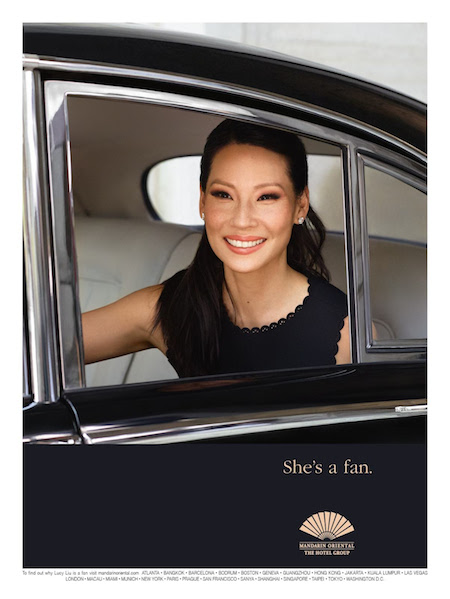 She's a fan.
MANDARIN ORIENTAL
THE HOTEL GROUP
To find out why Lucy Liu is a fan visit mandarinoriental.com ATLANTA • BANGKOK • BARCELONA • BODRUM • BOSTON • GENEVA • GUANGZHOU • HONG KONG • JAKARTA • KUALA LUMPUR • LAS VEGAS
LONDON • MACAU • MIAMI • MUNICH • NEW YORK • PARIS • PRAGUE • SAN FRANCISCO • SANYA • SHANGHAI • SINGAPORE • TAIPEI • TOKYO • WASHINGTON D.C.